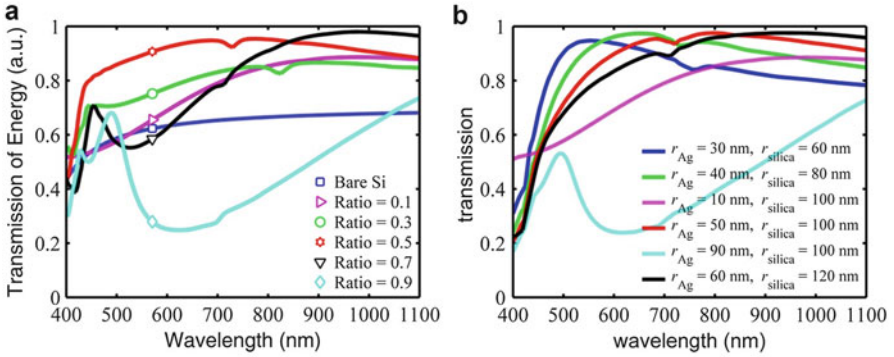 a
Transmission of Energy (a.u.)
1
0.8
0.6
0.4
0.2
0
400 500 600 700 800 900 1000 1100
Wavelength (nm)
Bare Si
Ratio = 0.1
Ratio = 0.3
Ratio = 0.5
Ratio = 0.7
Ratio = 0.9
b
transmission
1
0.8
0.6
0.4
0.2
0
400 500 600 700 800 900 1000 1100
wavelength (nm)
rAg = 30 nm, rsilica = 60 nm
rAg = 40 nm, rsilica = 80 nm
rAg = 10 nm, rsilica = 100 nm
rAg = 50 nm, rsilica = 100 nm
rAg = 90 nm, rsilica = 100 nm
rAg = 60 nm, rsilica = 120 nm